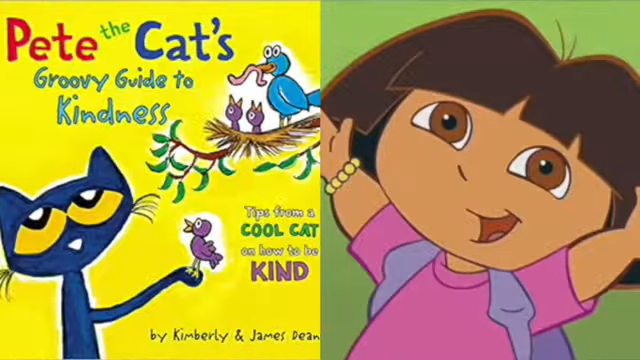 Pete the Cat's
Groovy Guide to
Kindness
Tips from a
COOL CAT
on how to be
KIND
by Kimberly & James Dean